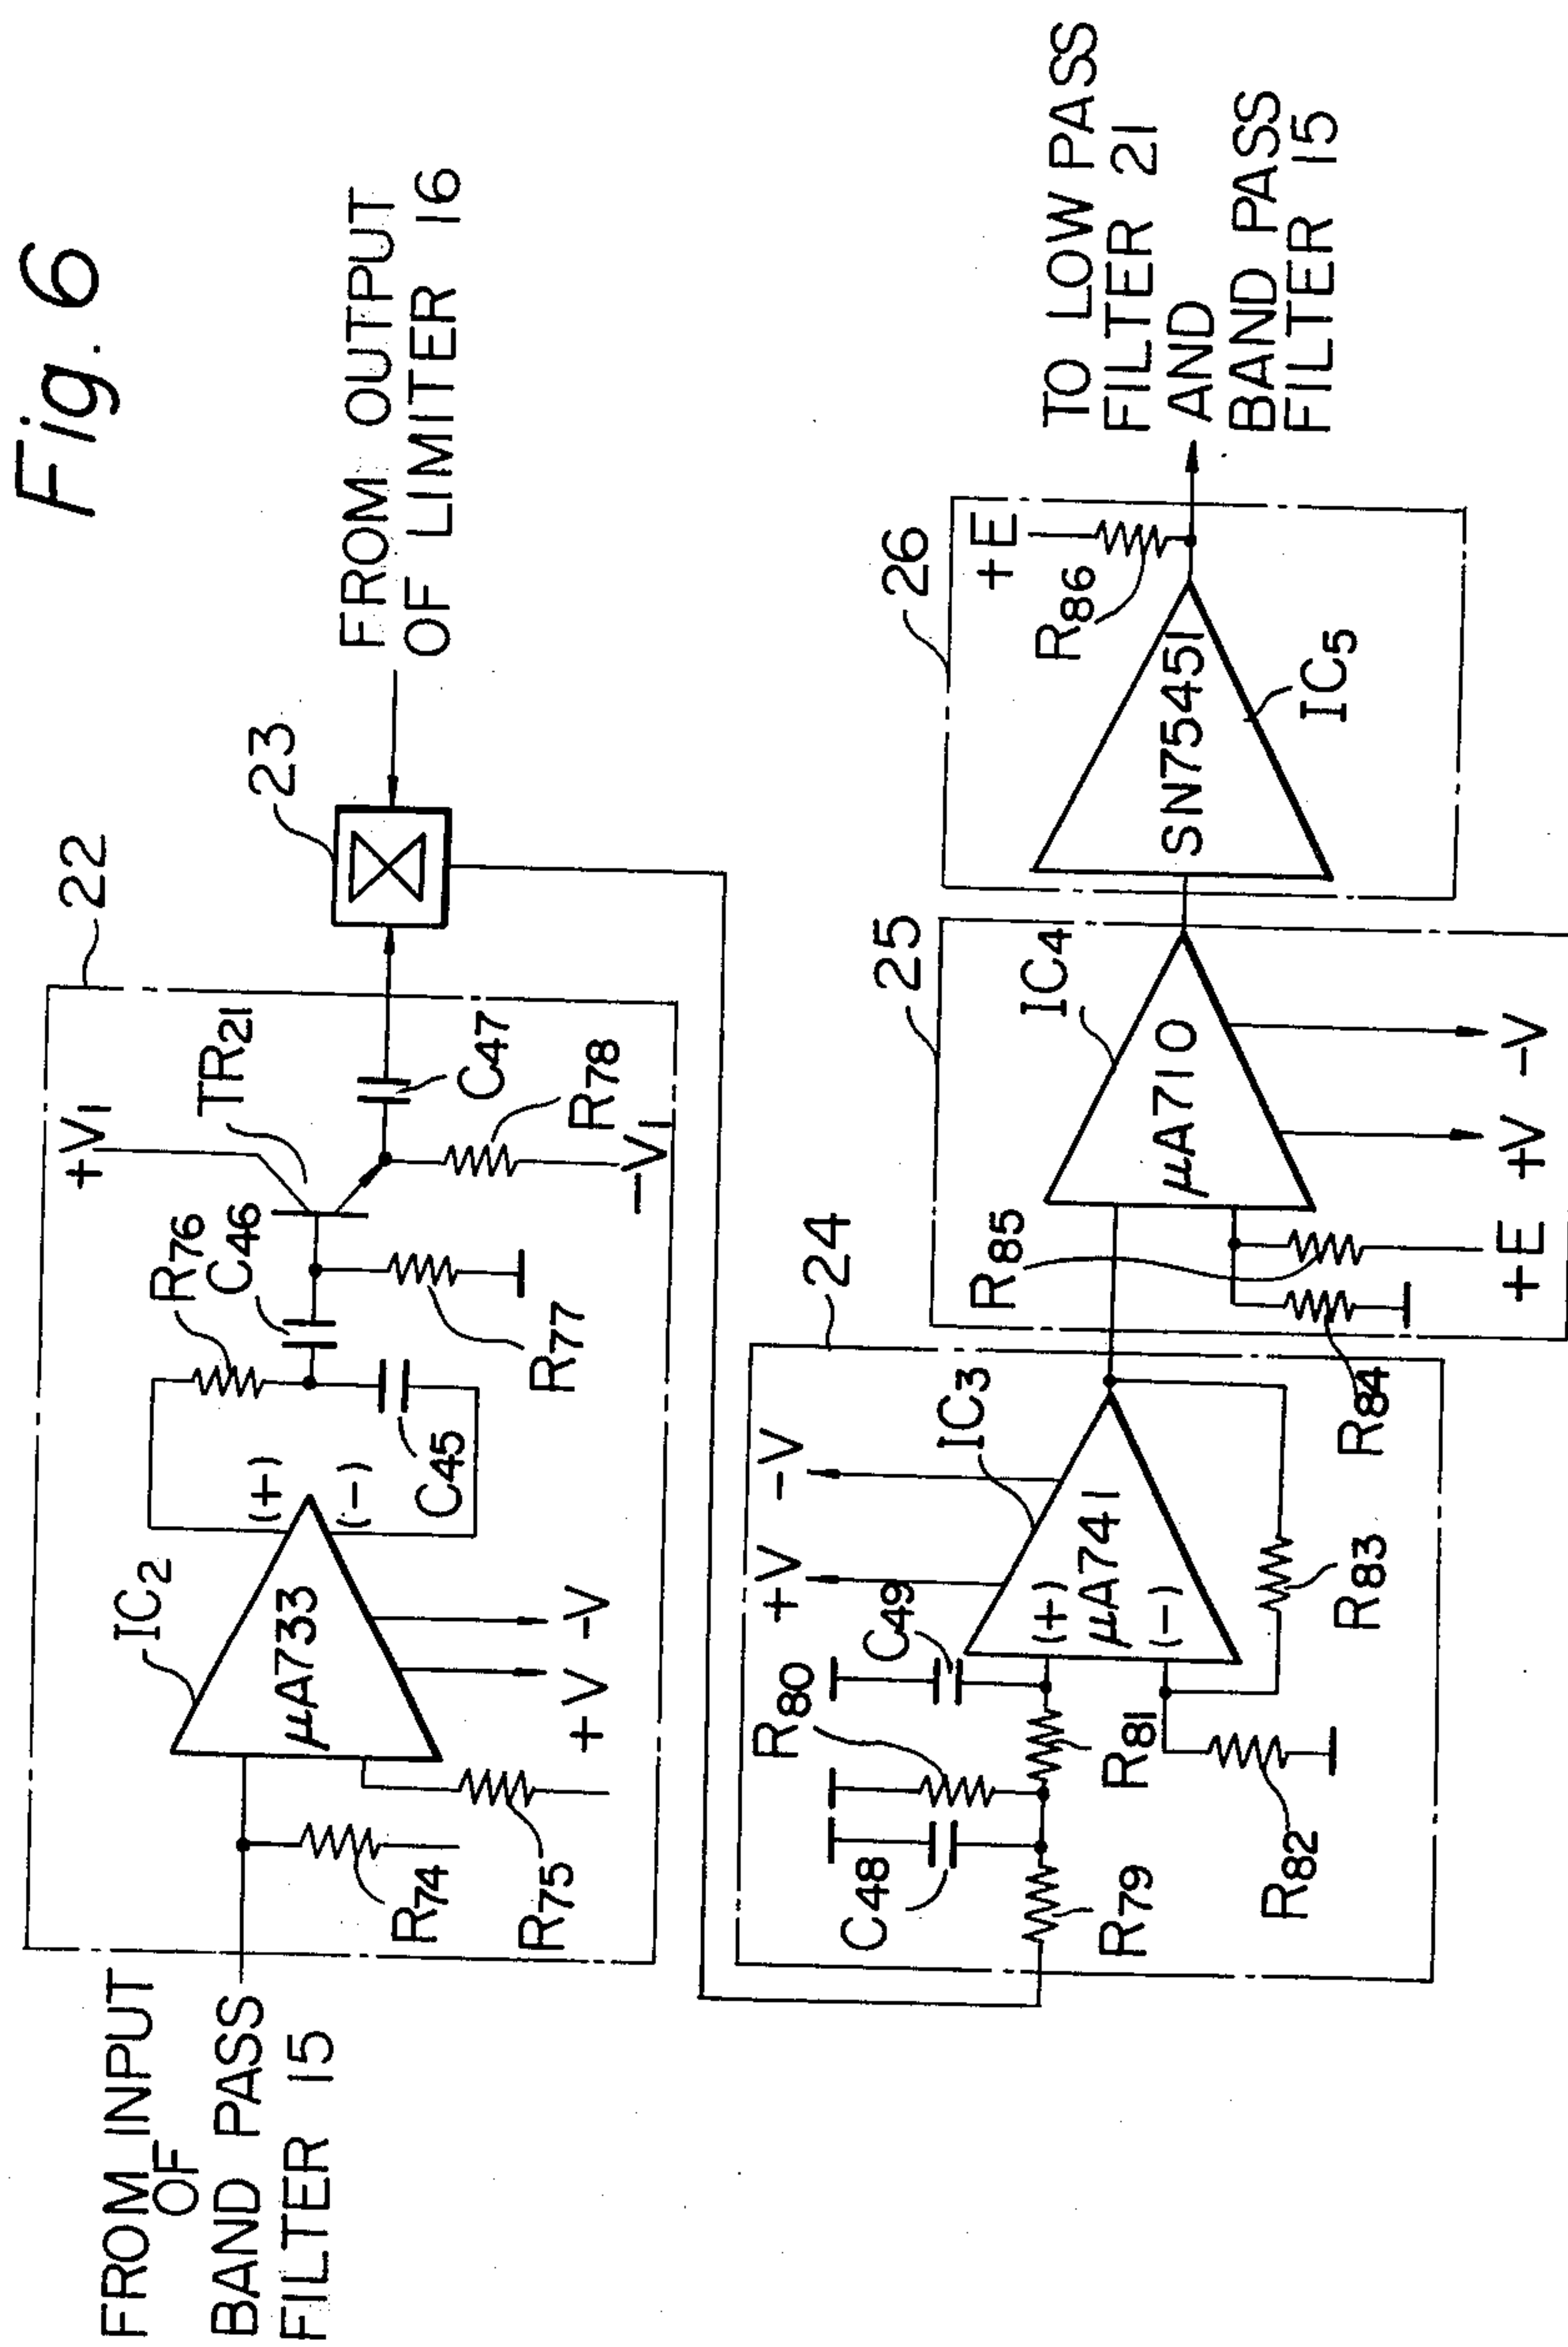 Fig. 6
FROM INPUT
OF
BAND PASS
FILTER 15
22
IC2
μA733
(+)
(-)
+V
-V
R74
R75
R76
C46
C45
R77
TR21
+V1
-V1
R78
C47
23
FROM OUTPUT
OF LIMITER 16
24
C48
R79
R80
R81
C49
R82
R83
IC3
μA741
(+)
(-)
+V
-V
25
R85
R84
IC4
μA710
+E
+V
-V
26
SN75451
IC5
R86
+E
TO LOW PASS
FILTER 21
AND
BAND PASS
FILTER 15